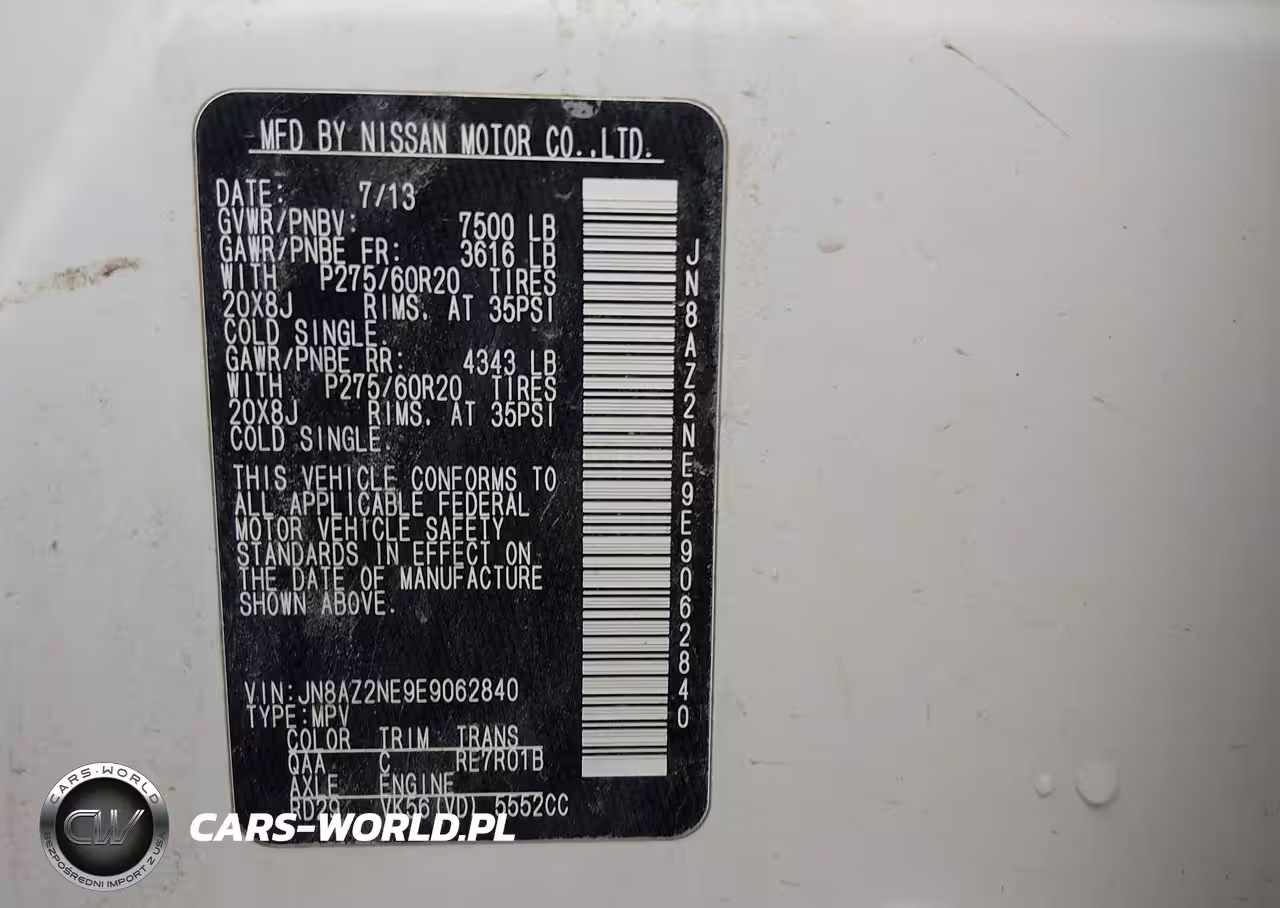 MFD BY NISSAN MOTOR CO.,LTD.
DATE: 7/13
GVWR/PNBV: 7500 LB
GAWR/PNBE FR: 3616 LB
WITH P275/60R20 TIRES
20X8J RIMS. AT 35PSI
COLD SINGLE.
GAWR/PNBE RR: 4343 LB
WITH P275/60R20 TIRES
20X8J RIMS. AT 35PSI
COLD SINGLE.
THIS VEHICLE CONFORMS TO
ALL APPLICABLE FEDERAL
MOTOR VEHICLE SAFETY
STANDARDS IN EFFECT ON
THE DATE OF MANUFACTURE
SHOWN ABOVE.
VIN:JN8AZ2NE9E9062840
TYPE:MPV
COLOR TRIM TRANS
QAA C RE7R01B
AXLE ENGINE
RD29 VK56(VD) 5552CC
JN8AZ2NE9E9062840
CARS-WORLD
CW
BEZPOŚREDNI IMPORT Z USA
CARS-WORLD.PL